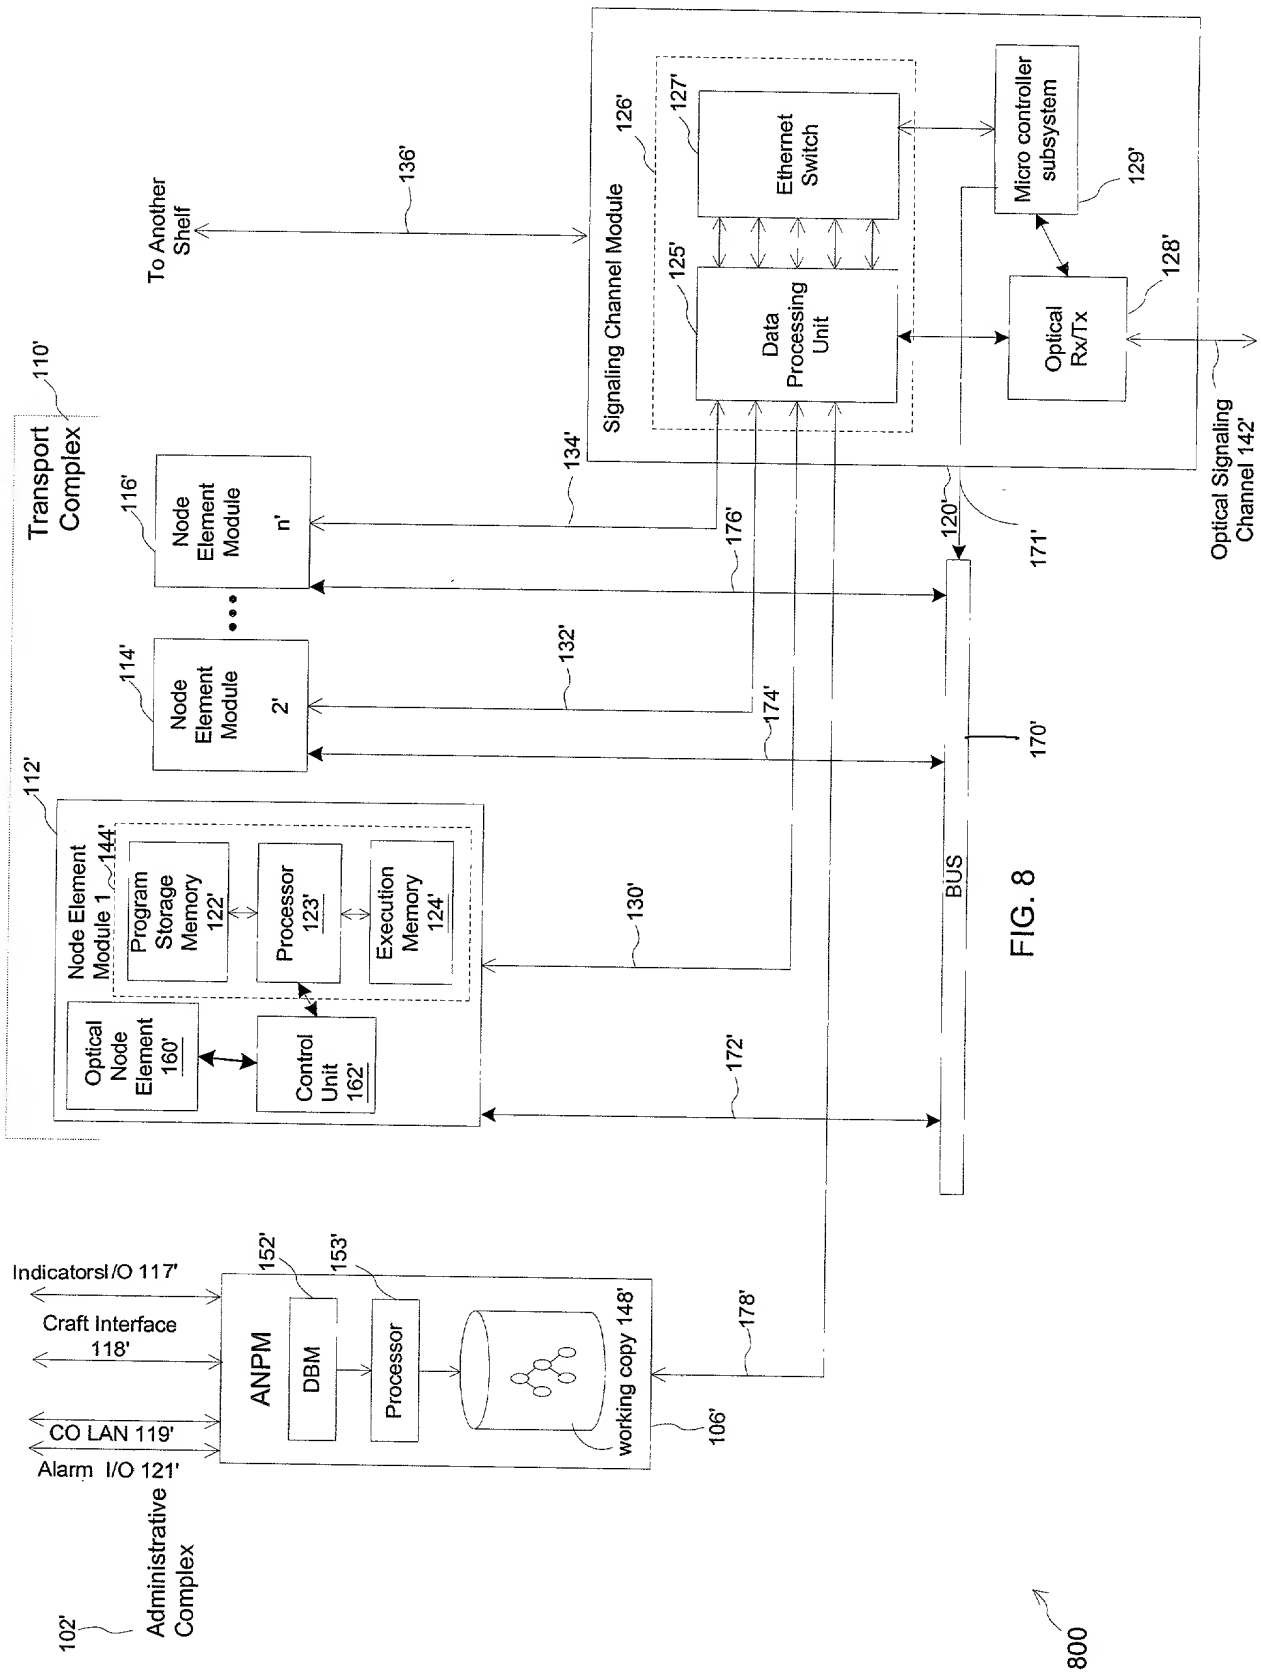 102'
Administrative
Complex
Alarm I/O 121'
CO LAN 119'
Craft Interface
118'
IndicatorsI/O 117'
ANPM
DBM
152'
Processor
153'
working copy 148'
106'
178'
Transport
Complex
110'
112'
Node Element
Module 1
144'
Optical
Node
Element
160'
Control
Unit
162'
Program
Storage
Memory
122'
Processor
123'
Execution
Memory
124'
114'
Node
Element
Module
2'
116'
Node
Element
Module
n'
To Another
Shelf
136'
172'
130'
132'
174'
134'
176'
Signaling Channel Module
126'
125'
Data
Processing
Unit
127'
Ethernet
Switch
Micro controller
subsystem
129'
Optical
Rx/Tx
128'
Optical Signaling
Channel 142'
120'
171'
BUS
170'
FIG. 8
800